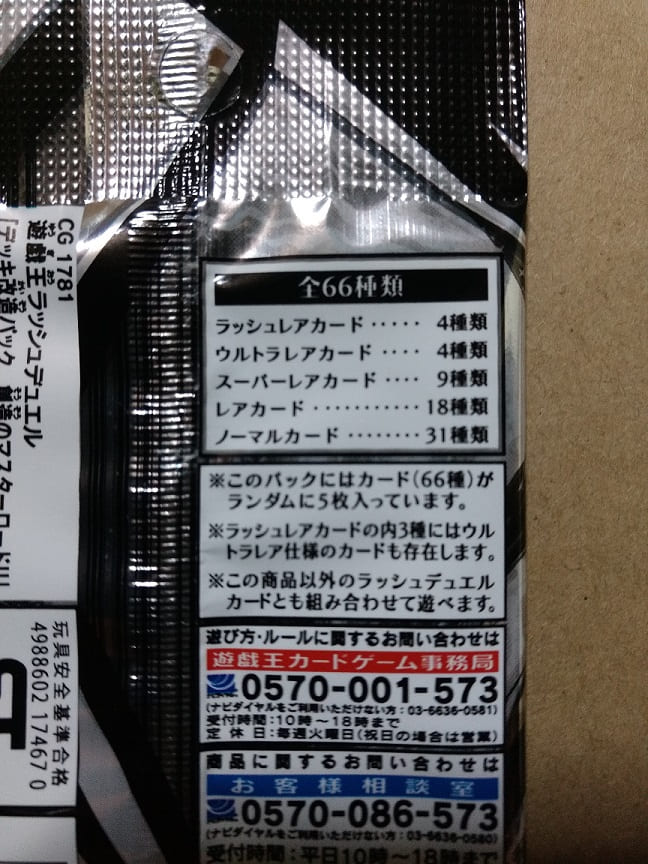 CG 1781
遊戯王ラッシュデュエル
「デッキ改造パック 創造のマスターロード!!
全66種類
ラッシュレアカード ・・・・・ 4種類
ウルトラレアカード ・・・・ 4種類
スーパーレアカード ・・・・ 9種類
レアカード ・・・・・・・・・・・ 18種類
ノーマルカード ・・・・・・・・ 31種類
※このパックにはカード(66種)が
ランダムに5枚入っています。
※ラッシュレアカードの内3種にはウル
トラレア仕様のカードも存在します。
※この商品以外のラッシュデュエル
カードとも組み合わせて遊べます。
玩具安全基準合格
4988602 17467 0
ST
遊び方・ルールに関するお問い合わせは
遊戯王カードゲーム事務局
0570-001-573
(ナビダイヤルをご利用いただけない方：03-6636-0581)
受付時間：10時～18時まで
定 休 日：毎週火曜日(祝日の場合は営業)
商品に関するお問い合わせは
お客様相談室
0570-086-573
(ナビダイヤルをご利用いただけない方：03-6636-0580)
受付時間：平日10時～18時まで